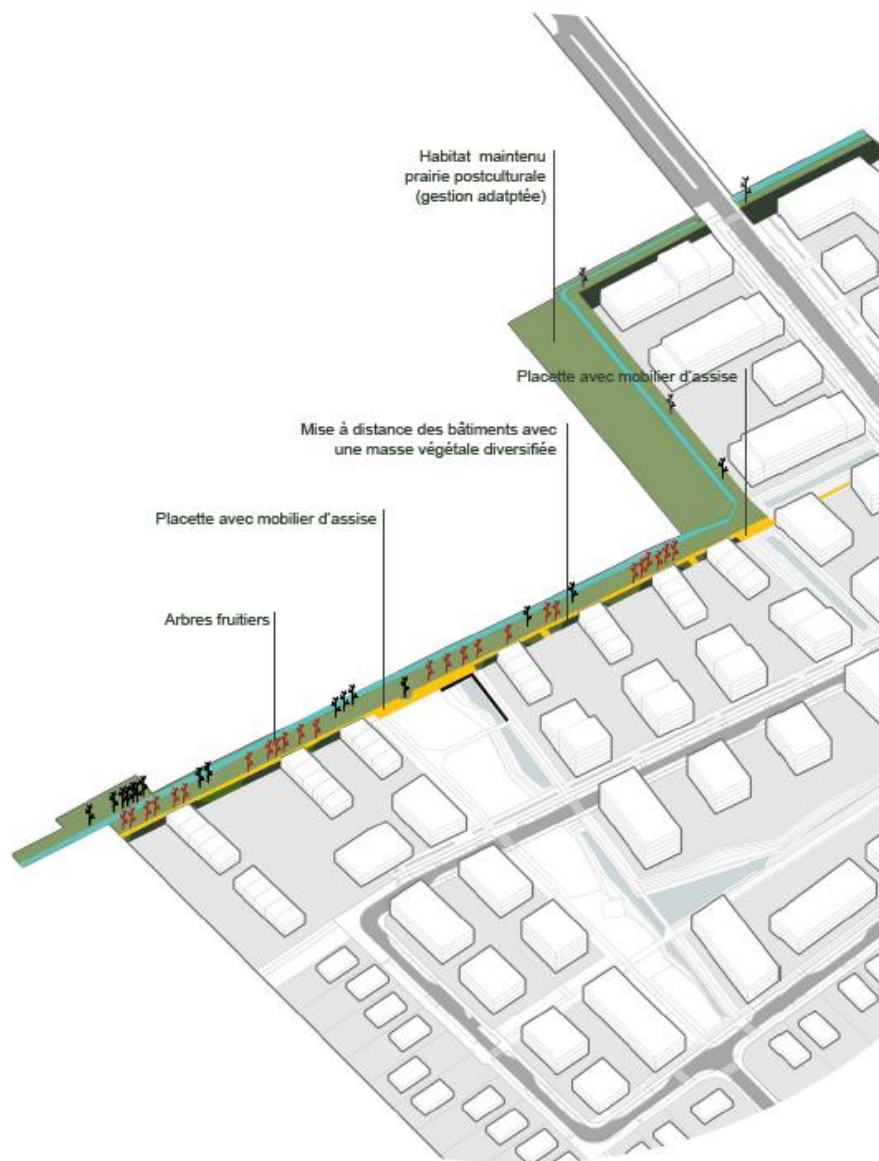 Habitat maintenu
prairie postculturale
(gestion adatptée)
Placette avec mobilier d'assise
Mise à distance des bâtiments avec
une masse végétale diversifiée
Placette avec mobilier d'assise
Arbres fruitiers